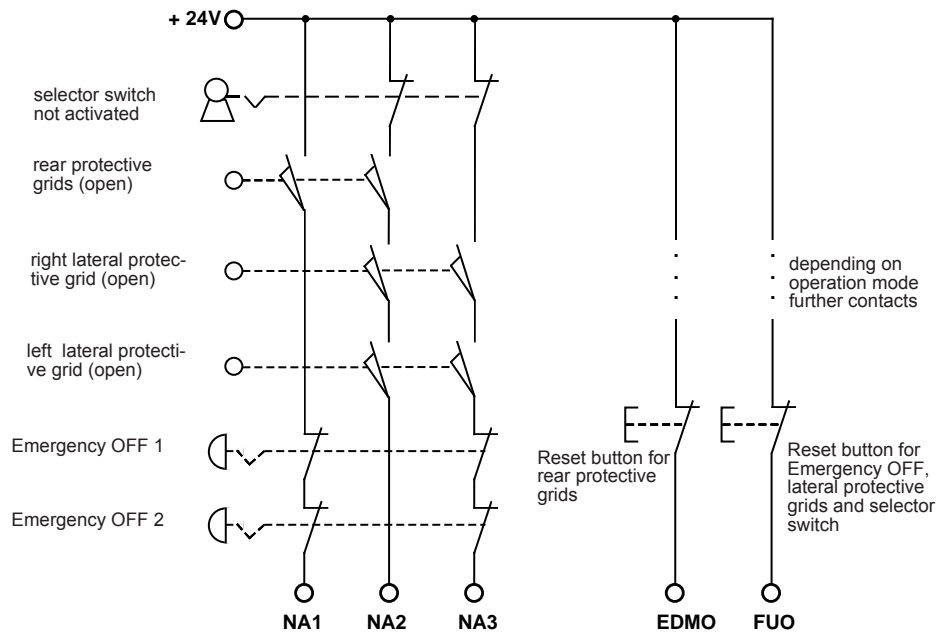 + 24V
selector switch
not activated
rear protective
grids (open)
right lateral protec-
tive grid (open)
depending on
operation mode
further contacts
left lateral protecti-
ve grid (open)
Emergency OFF 1
Reset button for
rear protective
grids
Reset button for
Emergency OFF,
lateral protective
grids and selector
switch
Emergency OFF 2
NA1 NA2 NA3 EDMO FUO